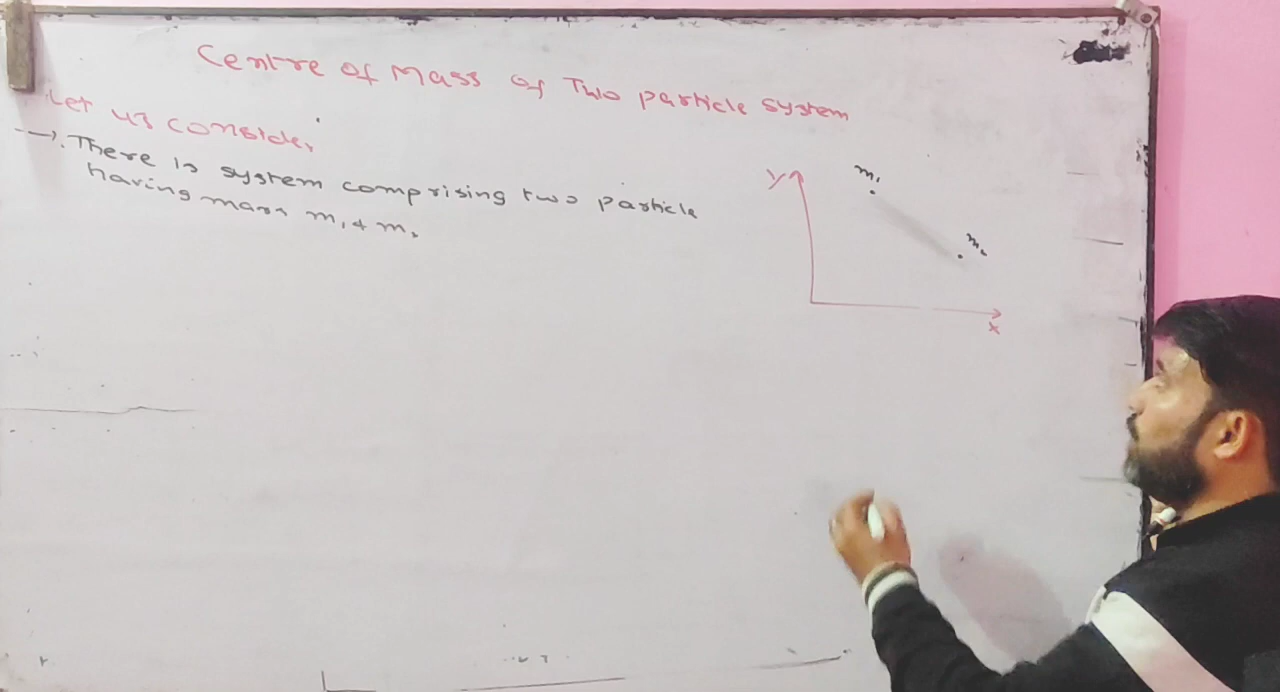 Centre of Mass of Two particle system
Let us consider
→ There is system comprising two particle
having mass m₁ & m₂
Y
m₁
m₂
X